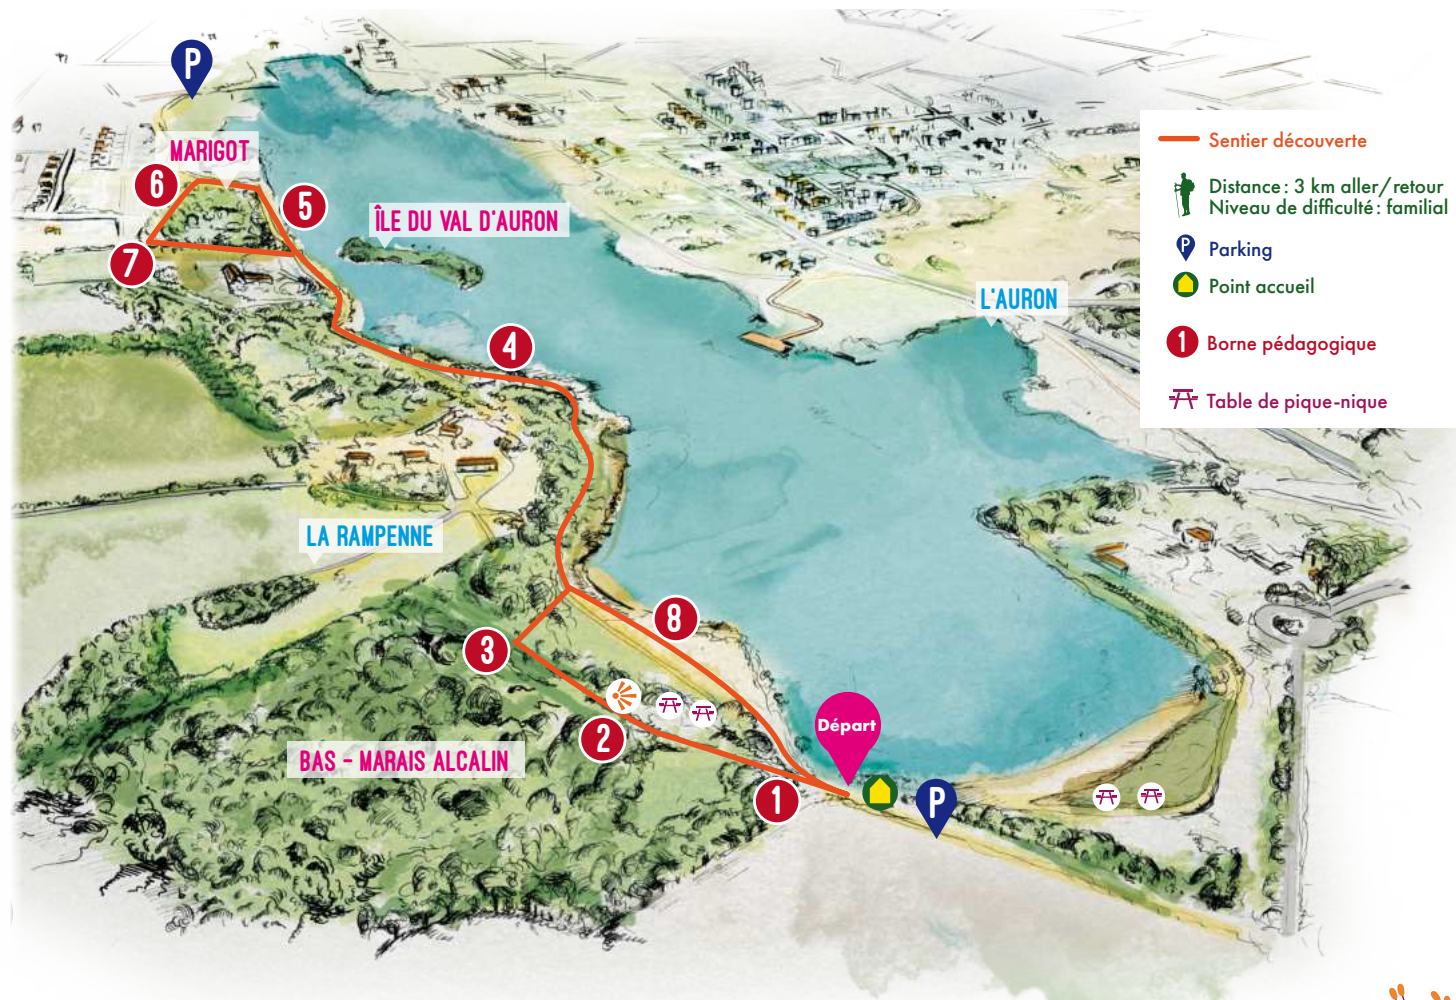 P
MARIGOT
6
5
7
ÎLE DU VAL D'AURON
L'AURON
4
LA RAMPENNE
8
3
2
BAS - MARAIS ALCALIN
Départ
1
P
Sentier découverte
Distance : 3 km aller/retour
Niveau de difficulté : familial
P Parking
Point accueil
1 Borne pédagogique
Table de pique-nique